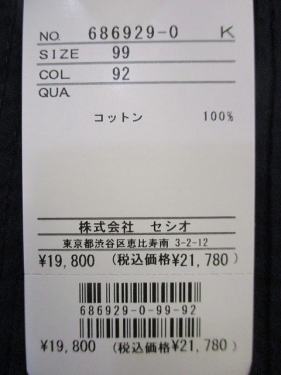 NO. 686929-0 K
SIZE 99
COL 92
QUA
コットン 100%
株式会社 セシオ
東京都渋谷区恵比寿南 3-2-12
¥19,800 (税込価格¥21,780)
686929-0-99-92
¥19,800 (税込価格¥21,780)